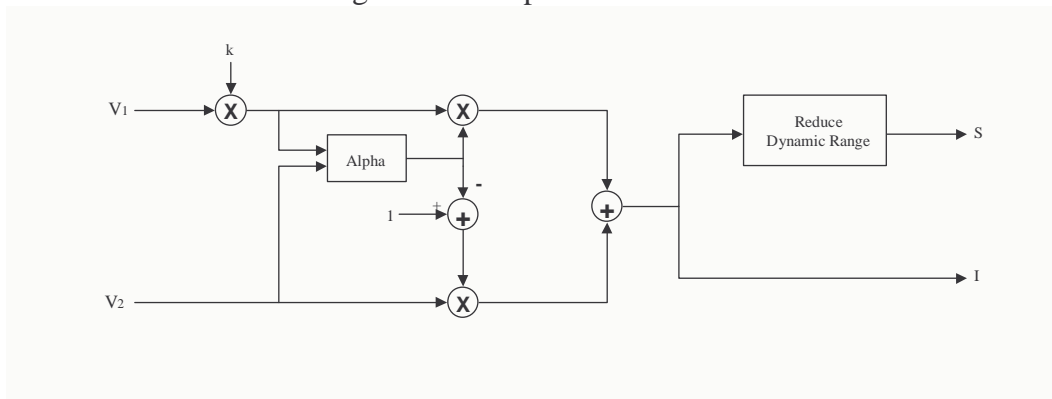 k
V1
X
X
Reduce
Dynamic Range
S
Alpha
-
1
+
+
+
V2
X
I